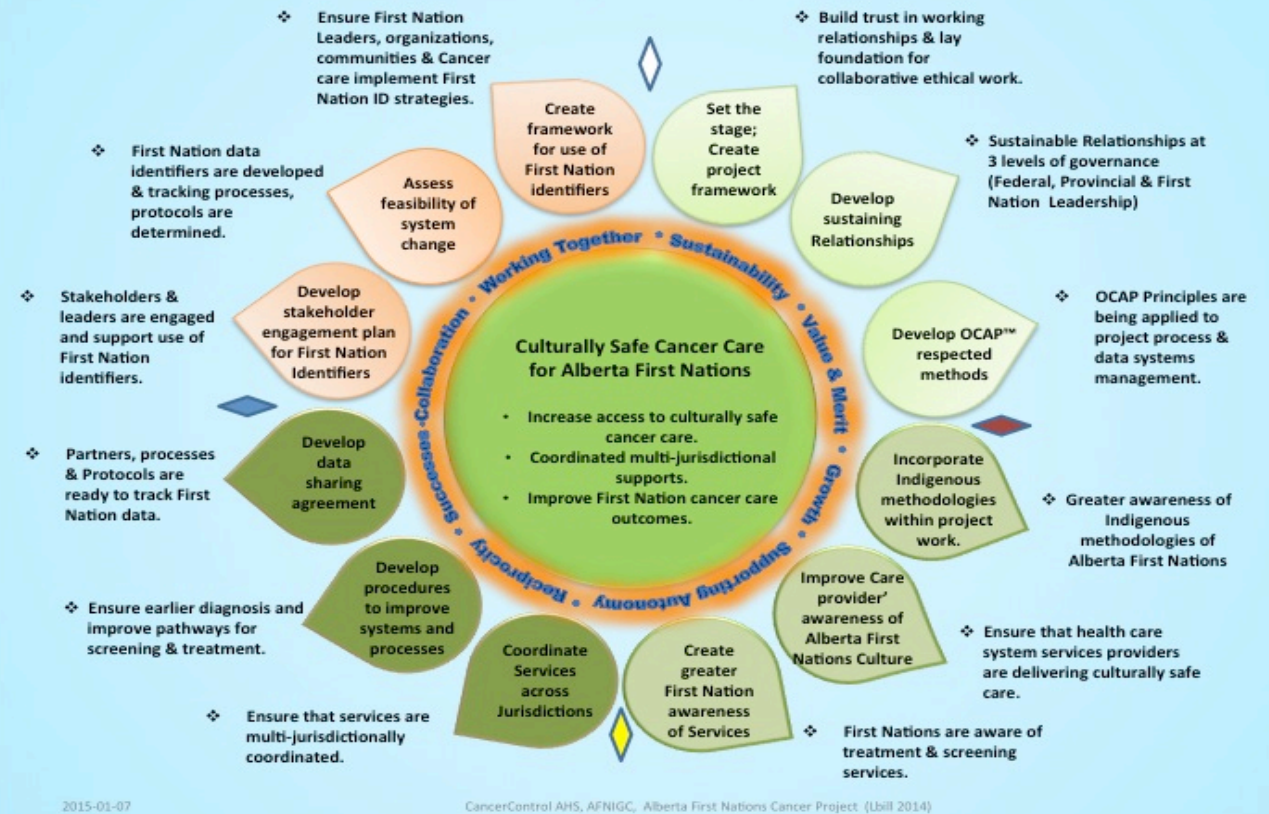 ❖ Ensure First Nation
Leaders, organizations,
communities & Cancer
care implement First
Nation ID strategies.
❖ Build trust in working
relationships & lay
foundation for
collaborative ethical work.
Create
framework
for use of
First Nation
identifiers
Set the
stage;
Create
project
framework
❖ First Nation data
identifiers are developed
& tracking processes,
protocols are
determined.
Assess
feasibility of
system
change
Develop
sustaining
Relationships
❖ Sustainable Relationships at
3 levels of governance
(Federal, Provincial & First
Nation Leadership)
❖ Stakeholders &
leaders are engaged
and support use of
First Nation
identifiers.
Develop
stakeholder
engagement plan
for First Nation
Identifiers
Develop OCAP™
respected
methods
❖ OCAP Principles are
being applied to
project process &
data systems
management.
Working Together * Sustainability * Value & Merit * Growth * Supporting Autonomy * Reciprocity * Successes * Collaboration *
Culturally Safe Cancer Care
for Alberta First Nations
• Increase access to culturally safe
cancer care.
• Coordinated multi-jurisdictional
supports.
• Improve First Nation cancer care
outcomes.
❖ Partners, processes
& Protocols are
ready to track First
Nation data.
Develop
data
sharing
agreement
Incorporate
Indigenous
methodologies
within project
work.
❖ Greater awareness of
Indigenous
methodologies of
Alberta First Nations
❖ Ensure earlier diagnosis and
improve pathways for
screening & treatment.
Develop
procedures
to improve
systems and
processes
Improve Care
provider’
awareness of
Alberta First
Nations Culture
❖ Ensure that health care
system services providers
are delivering culturally safe
care.
❖ Ensure that services are
multi-jurisdictionally
coordinated.
Coordinate
Services
across
Jurisdictions
Create
greater
First Nation
awareness
of Services
❖ First Nations are aware of
treatment & screening
services.
2015-01-07
CancerControl AHS, AFNIGC, Alberta First Nations Cancer Project (Lbill 2014)